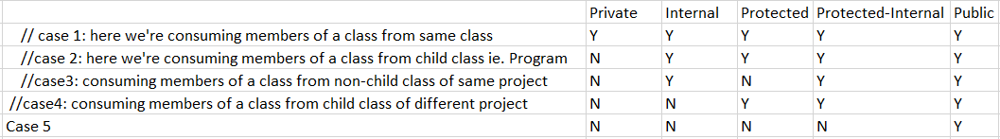 Private Internal Protected Protected-Internal Public
// case 1: here we're consuming members of a class from same class Y Y Y Y Y
//case 2: here we're consuming members of a class from child class ie. Program N Y Y Y Y
//case3: consuming members of a class from non-child class of same project N Y N Y Y
//case4: consuming members of a class from child class of different project N N Y Y Y
Case 5 N N N N Y